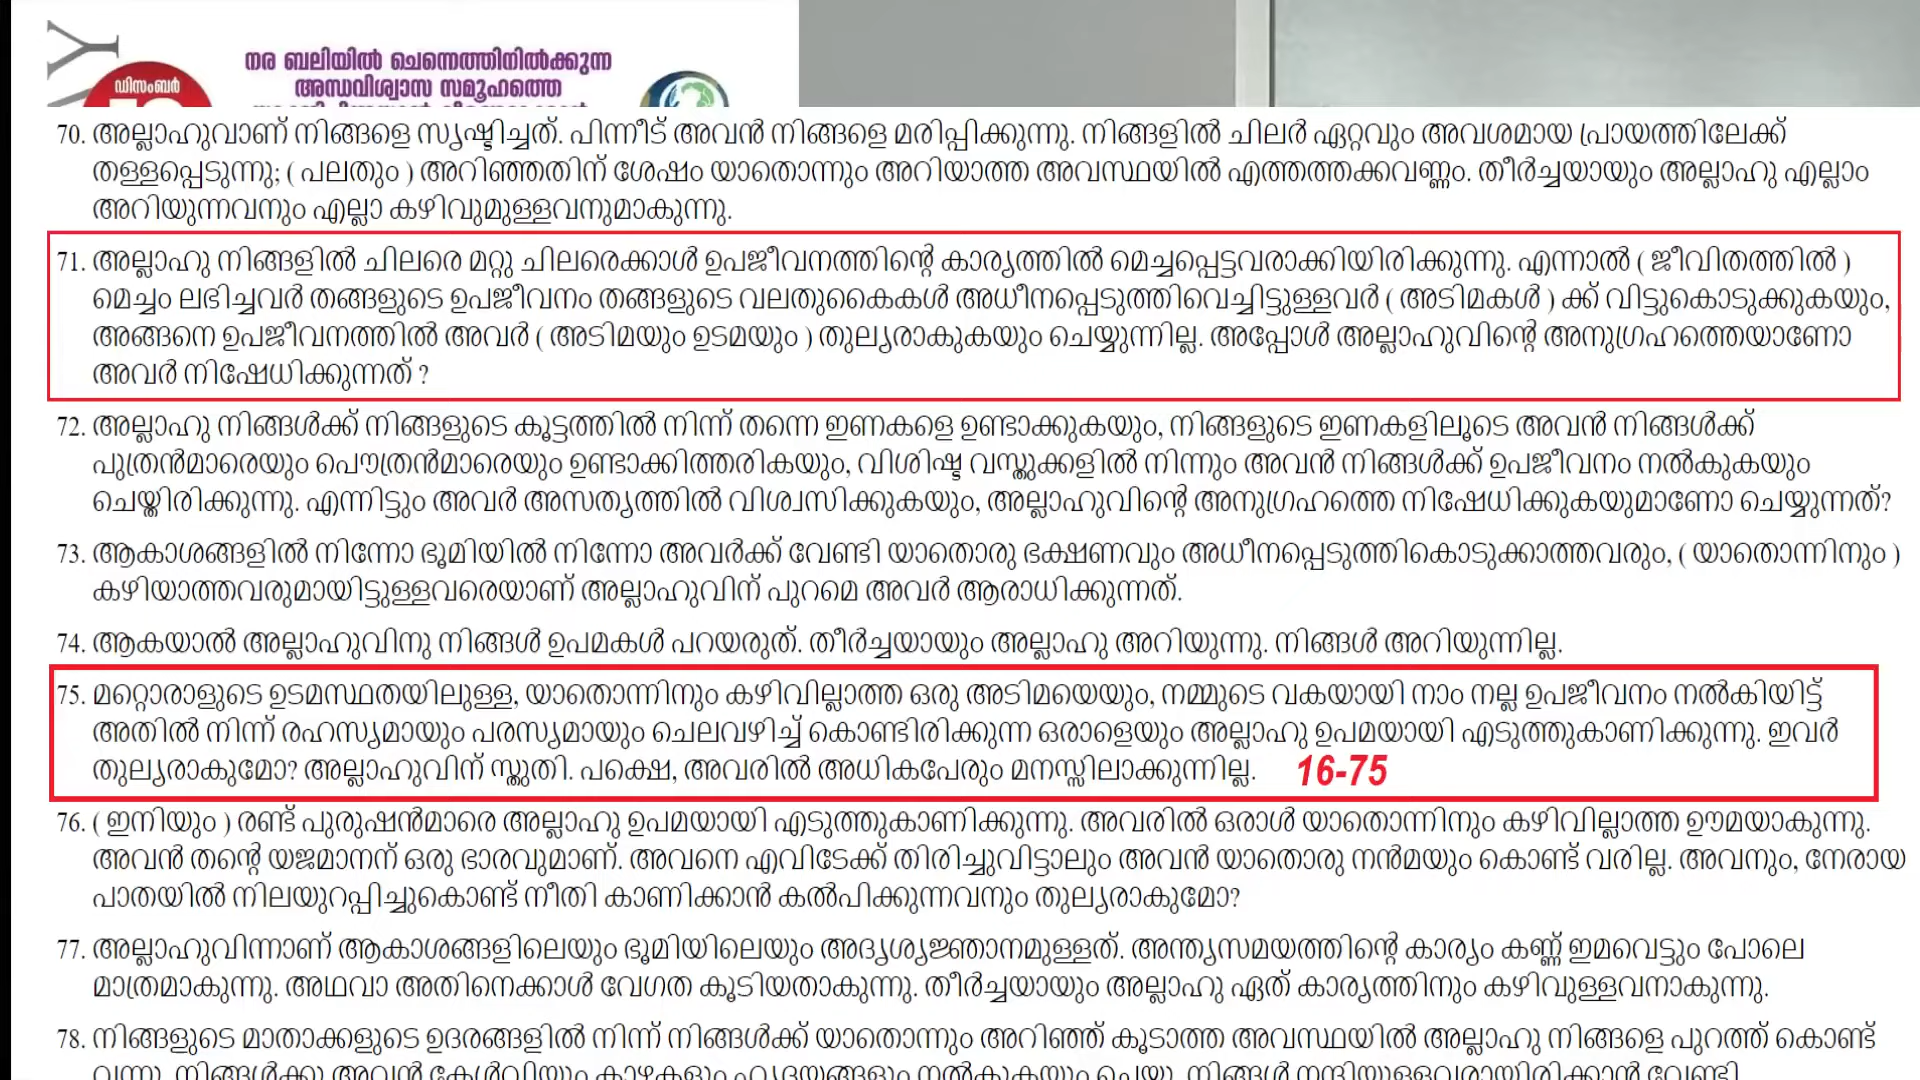 Y
ഡിസംബർ
നര ബലിയിൽ ചെന്നെത്തിനിൽക്കുന്ന
അന്ധവിശ്വാസ സമൂഹത്തെ
70. അല്ലാഹുവാണ് നിങ്ങളെ സൃഷ്ടിച്ചത്. പിന്നീട് അവൻ നിങ്ങളെ മരിപ്പിക്കുന്നു. നിങ്ങളിൽ ചിലർ ഏറ്റവും അവശമായ പ്രായത്തിലേക്ക്
തള്ളപ്പെടുന്നു; ( പലതും ) അറിഞ്ഞതിന് ശേഷം യാതൊന്നും അറിയാത്ത അവസ്ഥയിൽ എത്തത്തക്കവണ്ണം. തീർച്ചയായും അല്ലാഹു എല്ലാം
അറിയുന്നവനും എല്ലാ കഴിവുമുള്ളവനുമാകുന്നു.
71. അല്ലാഹു നിങ്ങളിൽ ചിലരെ മറ്റു ചിലരെക്കാൾ ഉപജീവനത്തിന്റെ കാര്യത്തിൽ മെച്ചപ്പെട്ടവരാക്കിയിരിക്കുന്നു. എന്നാൽ ( ജീവിതത്തിൽ )
മെച്ചം ലഭിച്ചവർ തങ്ങളുടെ ഉപജീവനം തങ്ങളുടെ വലതുകൈകൾ അധീനപ്പെടുത്തിവെച്ചിട്ടുള്ളവർ ( അടിമകൾ ) ക്ക് വിട്ടുകൊടുക്കുകയും,
അങ്ങനെ ഉപജീവനത്തിൽ അവർ ( അടിമയും ഉടമയും ) തുല്യരാകുകയും ചെയ്യുന്നില്ല. അപ്പോൾ അല്ലാഹുവിന്റെ അനുഗ്രഹത്തെയാണോ
അവർ നിഷേധിക്കുന്നത് ?
72. അല്ലാഹു നിങ്ങൾക്ക് നിങ്ങളുടെ കൂട്ടത്തിൽ നിന്ന് തന്നെ ഇണകളെ ഉണ്ടാക്കുകയും, നിങ്ങളുടെ ഇണകളിലൂടെ അവൻ നിങ്ങൾക്ക്
പുത്രൻമാരെയും പൌത്രൻമാരെയും ഉണ്ടാക്കിത്തരികയും, വിശിഷ്ട വസ്തുക്കളിൽ നിന്നും അവൻ നിങ്ങൾക്ക് ഉപജീവനം നൽകുകയും
ചെയ്തിരിക്കുന്നു. എന്നിട്ടും അവർ അസത്യത്തിൽ വിശ്വസിക്കുകയും, അല്ലാഹുവിന്റെ അനുഗ്രഹത്തെ നിഷേധിക്കുകയുമാണോ ചെയ്യുന്നത്?
73. ആകാശങ്ങളിൽ നിന്നോ ഭൂമിയിൽ നിന്നോ അവർക്ക് വേണ്ടി യാതൊരു ഭക്ഷണവും അധീനപ്പെടുത്തികൊടുക്കാത്തവരും, ( യാതൊന്നിനും )
കഴിയാത്തവരുമായിട്ടുള്ളവരെയാണ് അല്ലാഹുവിന് പുറമെ അവർ ആരാധിക്കുന്നത്.
74. ആകയാൽ അല്ലാഹുവിനു നിങ്ങൾ ഉപമകൾ പറയരുത്. തീർച്ചയായും അല്ലാഹു അറിയുന്നു. നിങ്ങൾ അറിയുന്നില്ല.
75. മറ്റൊരാളുടെ ഉടമസ്ഥതയിലുള്ള, യാതൊന്നിനും കഴിവില്ലാത്ത ഒരു അടിമയെയും, നമ്മുടെ വകയായി നാം നല്ല ഉപജീവനം നൽകിയിട്ട്
അതിൽ നിന്ന് രഹസ്യമായും പരസ്യമായും ചെലവഴിച്ച് കൊണ്ടിരിക്കുന്ന ഒരാളെയും അല്ലാഹു ഉപമയായി എടുത്തുകാണിക്കുന്നു. ഇവർ
തുല്യരാകുമോ? അല്ലാഹുവിന് സ്തുതി. പക്ഷെ, അവരിൽ അധികപേരും മനസ്സിലാക്കുന്നില്ല. 16-75
76. ( ഇനിയും ) രണ്ട് പുരുഷൻമാരെ അല്ലാഹു ഉപമയായി എടുത്തുകാണിക്കുന്നു. അവരിൽ ഒരാൾ യാതൊന്നിനും കഴിവില്ലാത്ത ഊമയാകുന്നു.
അവൻ തന്റെ യജമാനന് ഒരു ഭാരവുമാണ്. അവനെ എവിടേക്ക് തിരിച്ചുവിട്ടാലും അവൻ യാതൊരു നൻമയും കൊണ്ട് വരില്ല. അവനും, നേരായ
പാതയിൽ നിലയുറപ്പിച്ചുകൊണ്ട് നീതി കാണിക്കാൻ കൽപിക്കുന്നവനും തുല്യരാകുമോ?
77. അല്ലാഹുവിന്നാണ് ആകാശങ്ങളിലെയും ഭൂമിയിലെയും അദൃശ്യജ്ഞാനമുള്ളത്. അന്ത്യസമയത്തിന്റെ കാര്യം കണ്ണ് ഇമവെട്ടും പോലെ
മാത്രമാകുന്നു. അഥവാ അതിനെക്കാൾ വേഗത കൂടിയതാകുന്നു. തീർച്ചയായും അല്ലാഹു ഏത് കാര്യത്തിനും കഴിവുള്ളവനാകുന്നു.
78. നിങ്ങളുടെ മാതാക്കളുടെ ഉദരങ്ങളിൽ നിന്ന് നിങ്ങൾക്ക് യാതൊന്നും അറിഞ്ഞ് കൂടാത്ത അവസ്ഥയിൽ അല്ലാഹു നിങ്ങളെ പുറത്ത് കൊണ്ട്
വന്നു. നിങ്ങൾക്കു അവൻ കേൾവിയും കാഴ്ചകളും ഹൃദയങ്ങളും നൽകുകയും ചെയ്തു. നിങ്ങൾ നന്ദിയുള്ളവരായിരിക്കാൻ വേണ്ടി.